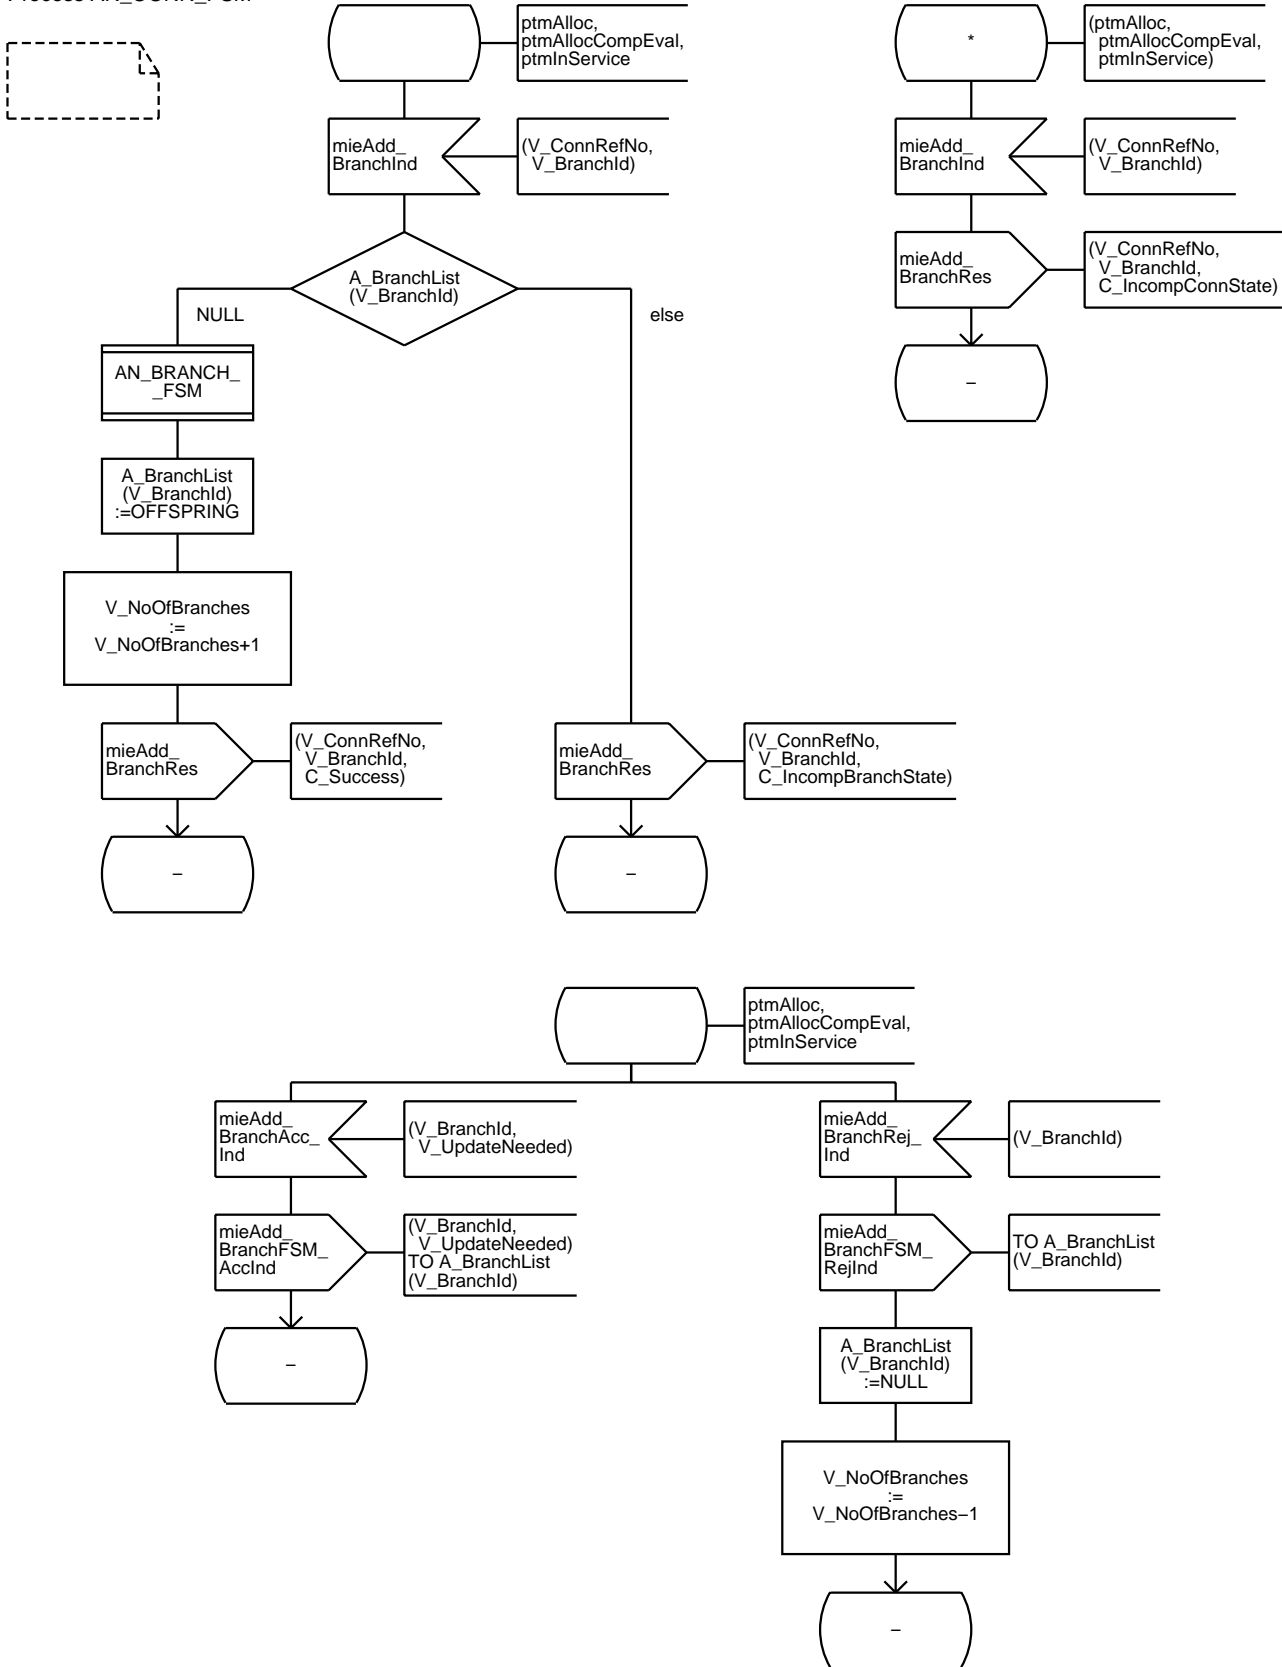 ptmAlloc,
ptmAllocCompEval,
ptmInService
mieAdd_
BranchInd
(V_ConnRefNo,
V_BranchId)
A_BranchList
(V_BranchId)
NULL
else
AN_BRANCH_
_FSM
A_BranchList
(V_BranchId)
:=OFFSPRING
V_NoOfBranches
:=
V_NoOfBranches+1
mieAdd_
BranchRes
(V_ConnRefNo,
V_BranchId,
C_Success)
–
mieAdd_
BranchRes
(V_ConnRefNo,
V_BranchId,
C_IncompBranchState)
–
*
(ptmAlloc,
ptmAllocCompEval,
ptmInService)
mieAdd_
BranchInd
(V_ConnRefNo,
V_BranchId)
mieAdd_
BranchRes
(V_ConnRefNo,
V_BranchId,
C_IncompConnState)
–
ptmAlloc,
ptmAllocCompEval,
ptmInService
mieAdd_
BranchAcc_
Ind
(V_BranchId,
V_UpdateNeeded)
mieAdd_
BranchFSM_
AccInd
(V_BranchId,
V_UpdateNeeded)
TO A_BranchList
(V_BranchId)
–
mieAdd_
BranchRej_
Ind
(V_BranchId)
mieAdd_
BranchFSM_
RejInd
TO A_BranchList
(V_BranchId)
A_BranchList
(V_BranchId)
:=NULL
V_NoOfBranches
:=
V_NoOfBranches–1
–